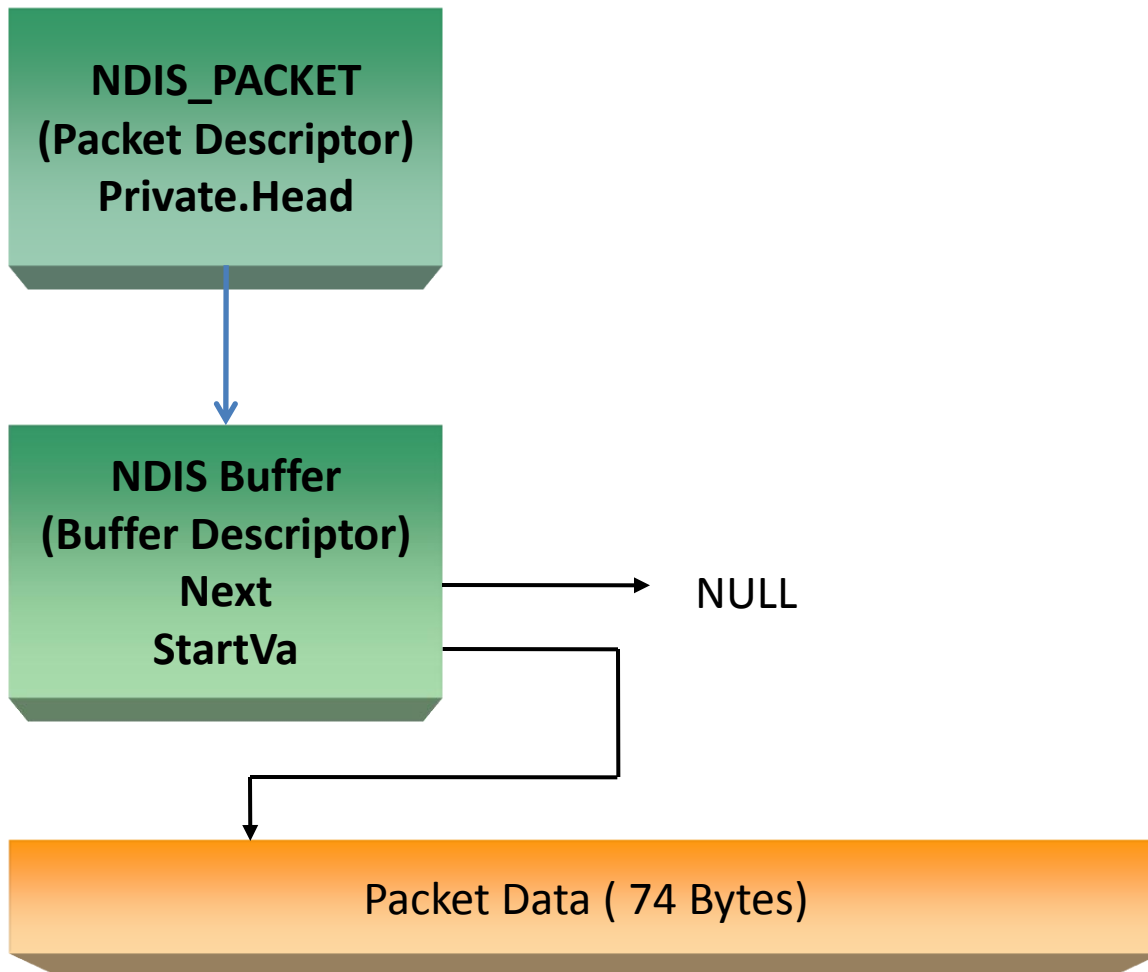 NDIS_PACKET
(Packet Descriptor)
Private.Head
NDIS Buffer
(Buffer Descriptor)
Next
StartVa
NULL
Packet Data ( 74 Bytes)